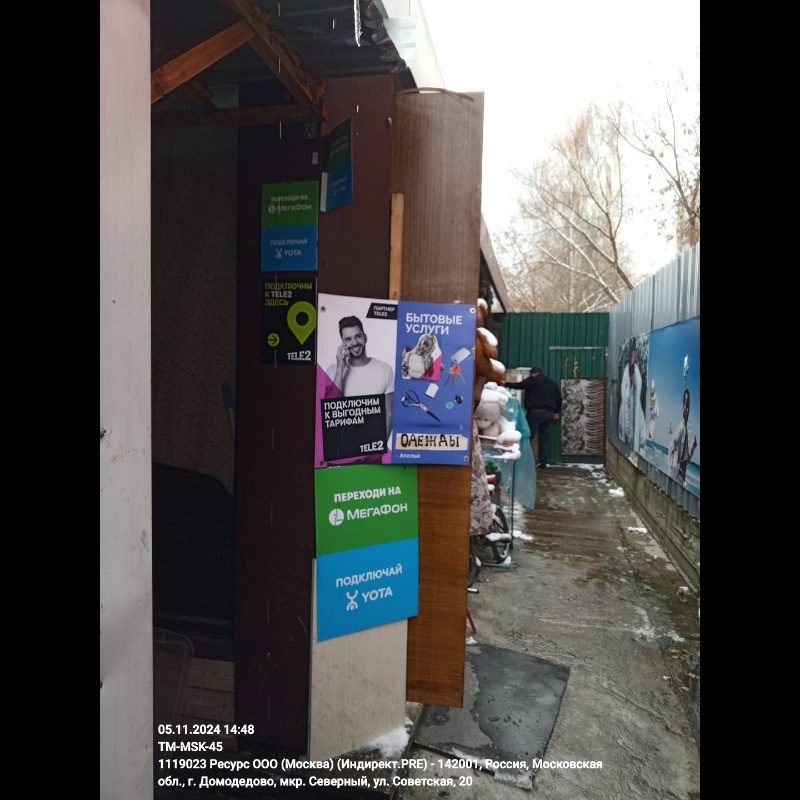 ПЕРЕХОДИ НА
МЕГАФОН
ПОДКЛЮЧАЙ
YOTA
ПОДКЛЮЧИМ
К TELE2
ЗДЕСЬ
TELE2
ПАРТНЕР
TELE2
ПОДКЛЮЧИМ
К ВЫГОДНЫМ
ТАРИФАМ
TELE2
БЫТОВЫЕ
УСЛУГИ
ОДЕЖДЫ
Ателье
ПЕРЕХОДИ НА
МЕГАФОН
ПОДКЛЮЧАЙ
YOTA
05.11.2024 14:48
TM-MSK-45
1119023 Ресурс ООО (Москва) (Индирект.PRE) - 142001, Россия, Московская
обл., г. Домодедово, мкр. Северный, ул. Советская, 20